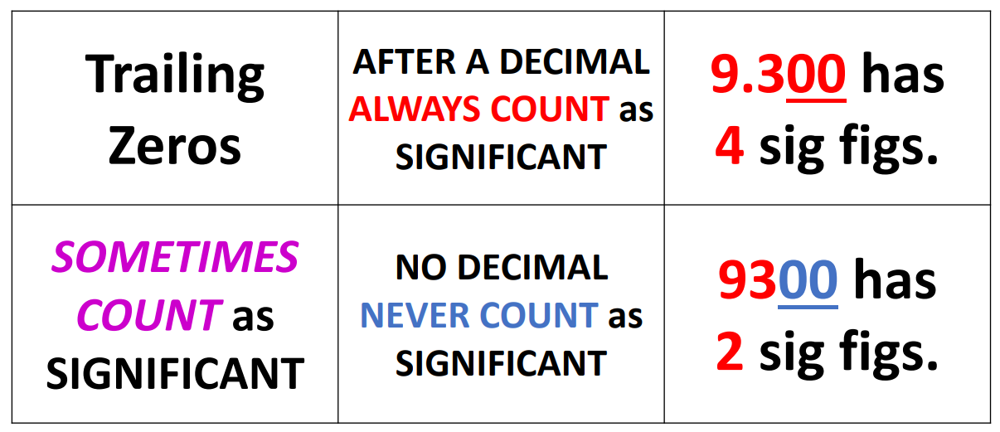 Trailing
Zeros
AFTER A DECIMAL
ALWAYS COUNT as
SIGNIFICANT
9.300 has
4 sig figs.
SOMETIMES
COUNT as
SIGNIFICANT
NO DECIMAL
NEVER COUNT as
SIGNIFICANT
9300 has
2 sig figs.